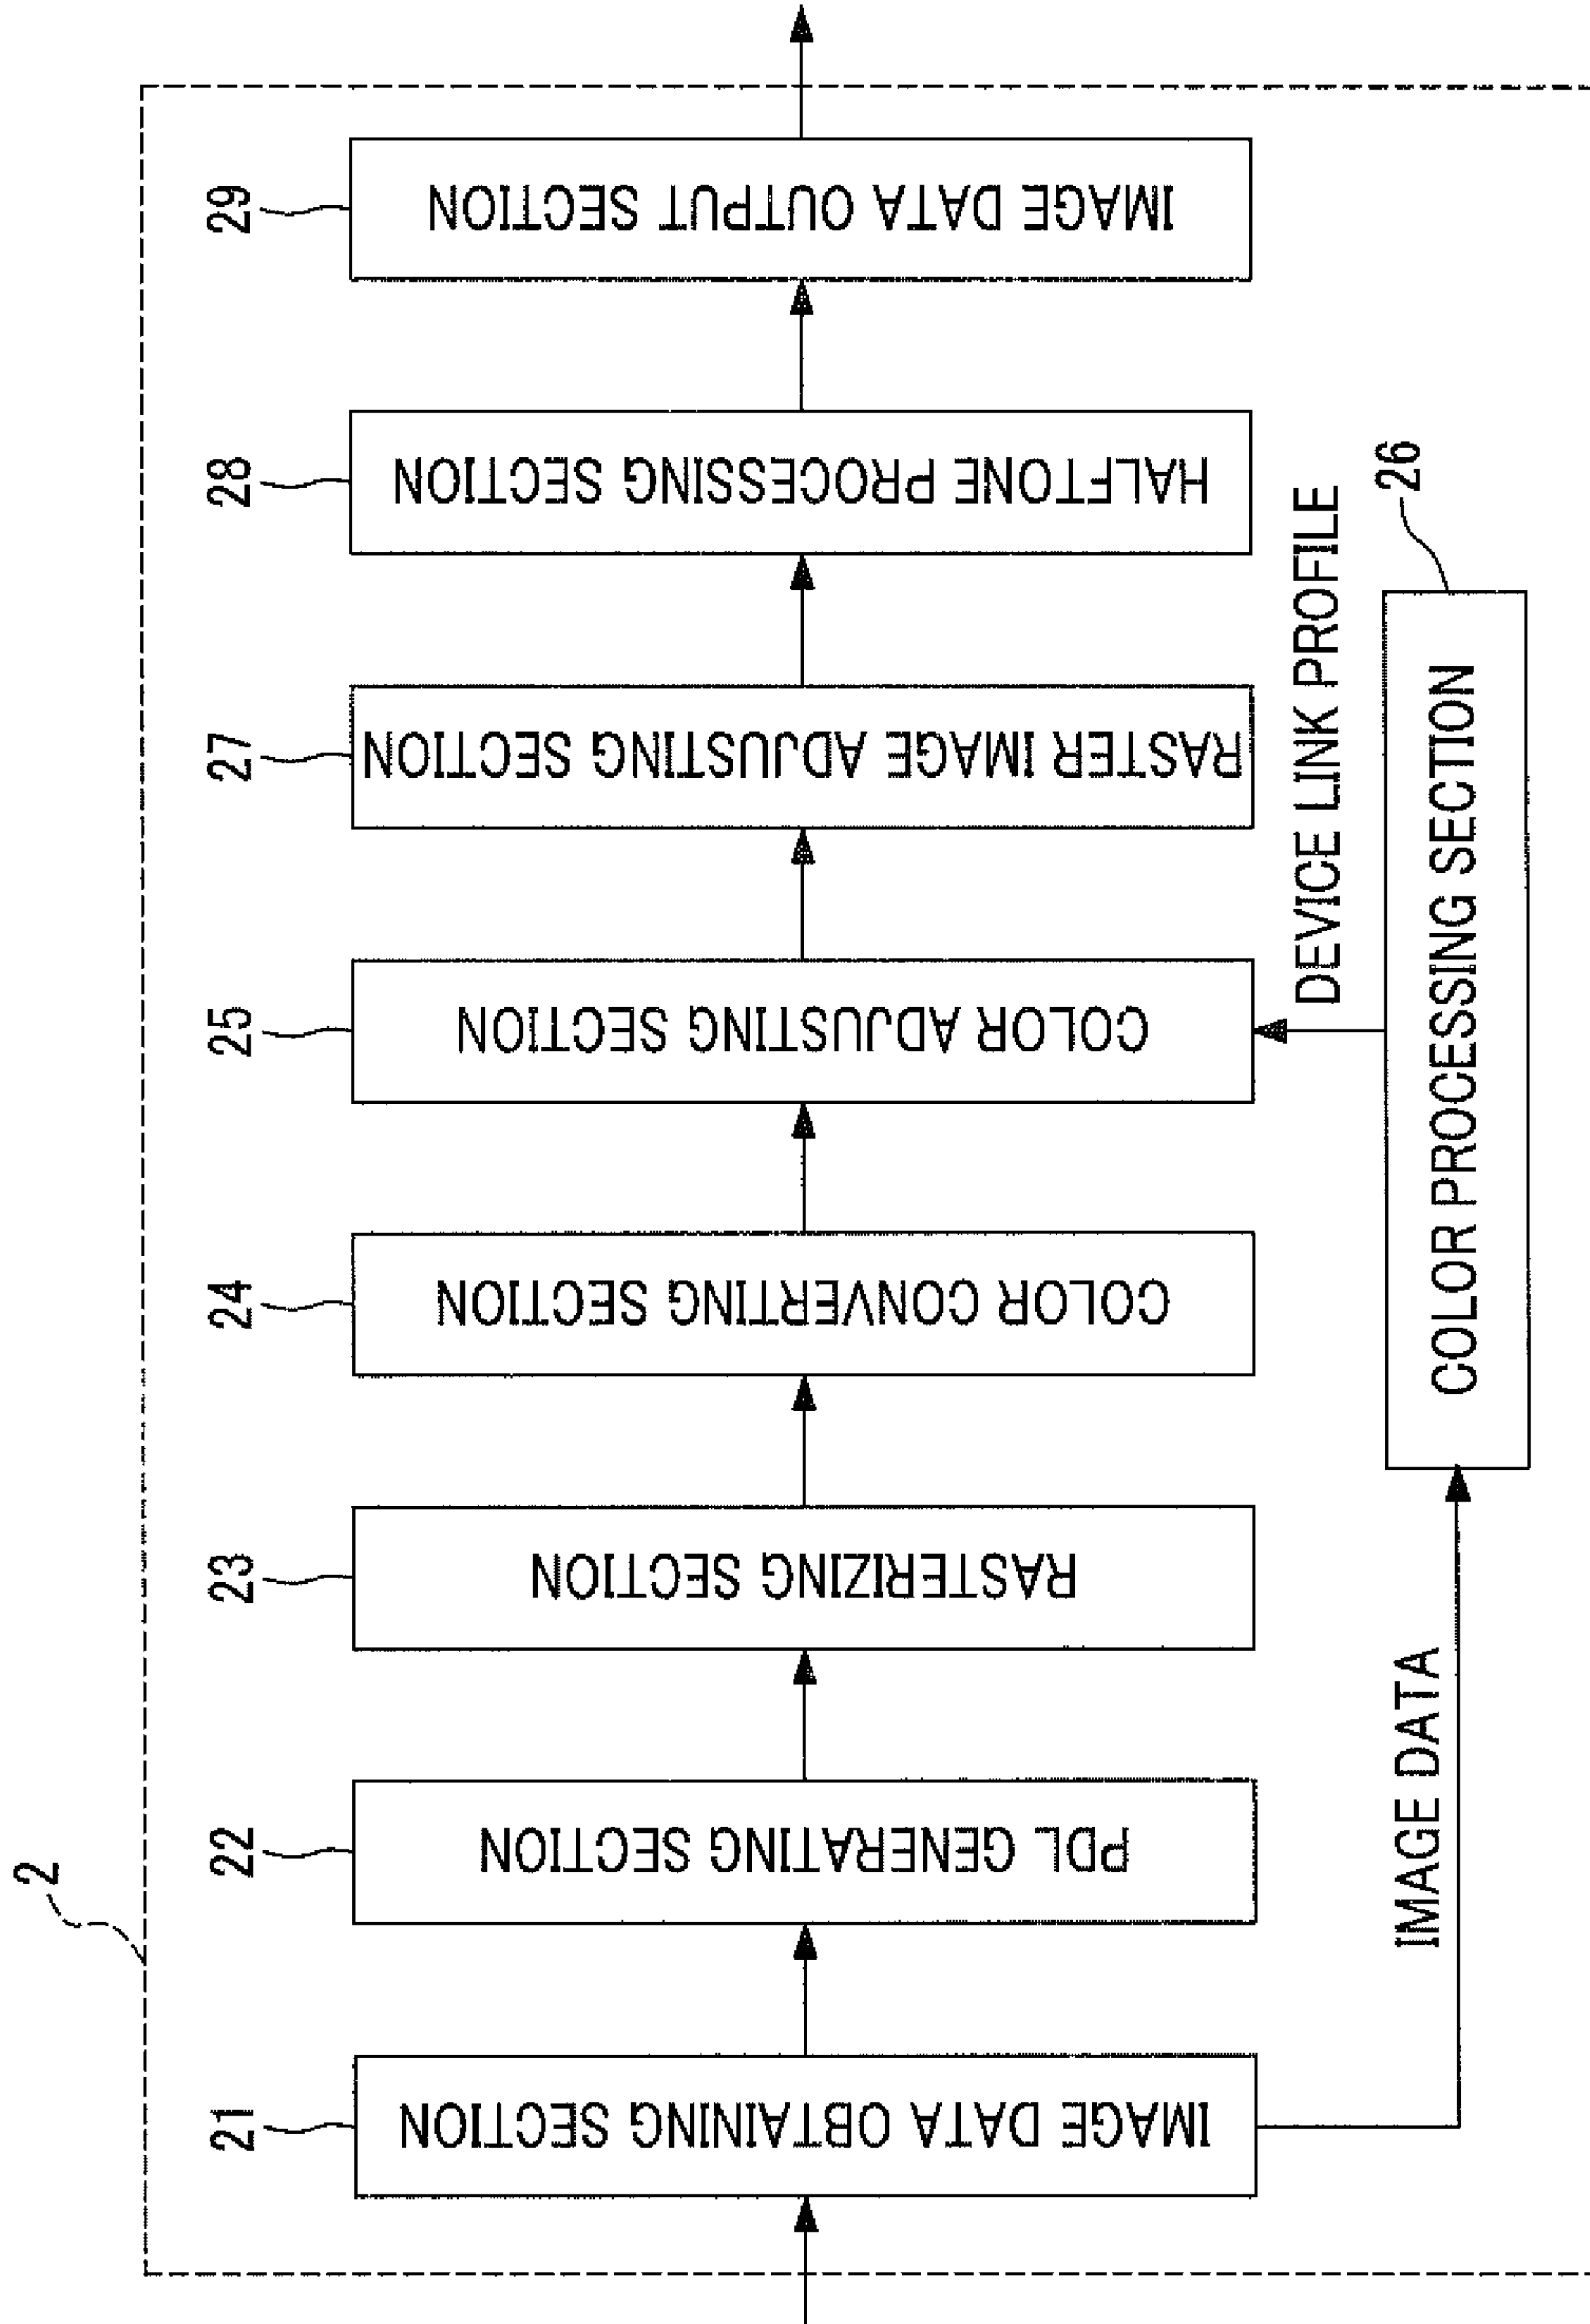 2
21
IMAGE DATA OBTAINING SECTION
22
PDL GENERATING SECTION
23
RASTERIZING SECTION
24
COLOR CONVERTING SECTION
25
COLOR ADJUSTING SECTION
27
RASTER IMAGE ADJUSTING SECTION
28
HALFTONE PROCESSING SECTION
29
IMAGE DATA OUTPUT SECTION
IMAGE DATA
DEVICE LINK PROFILE
26
COLOR PROCESSING SECTION